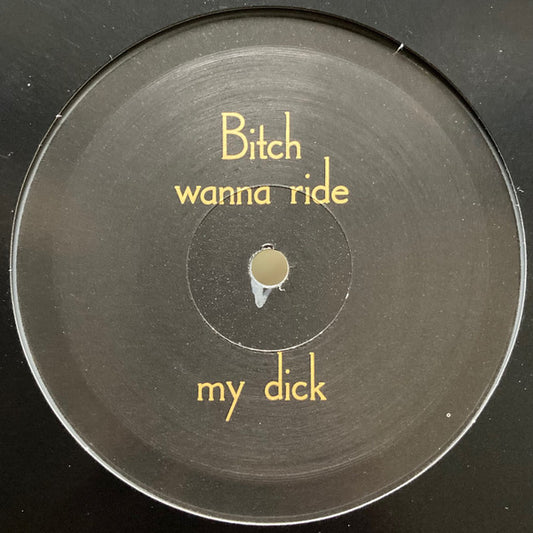 Bitch
wanna ride
my dick